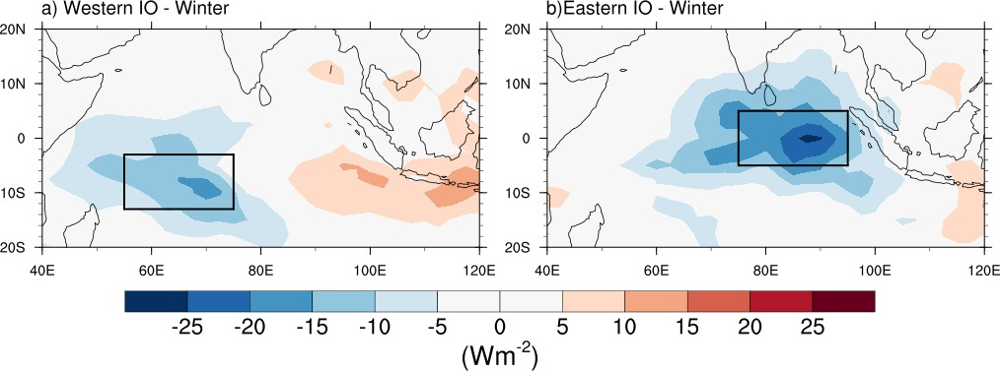 a) Western IO - Winter
b)Eastern IO - Winter
20N
10N
0
10S
20S
40E 60E 80E 100E 120E
20N
10N
0
10S
20S
40E 60E 80E 100E 120E
-25 -20 -15 -10 -5 0 5 10 15 20 25
(Wm⁻²)